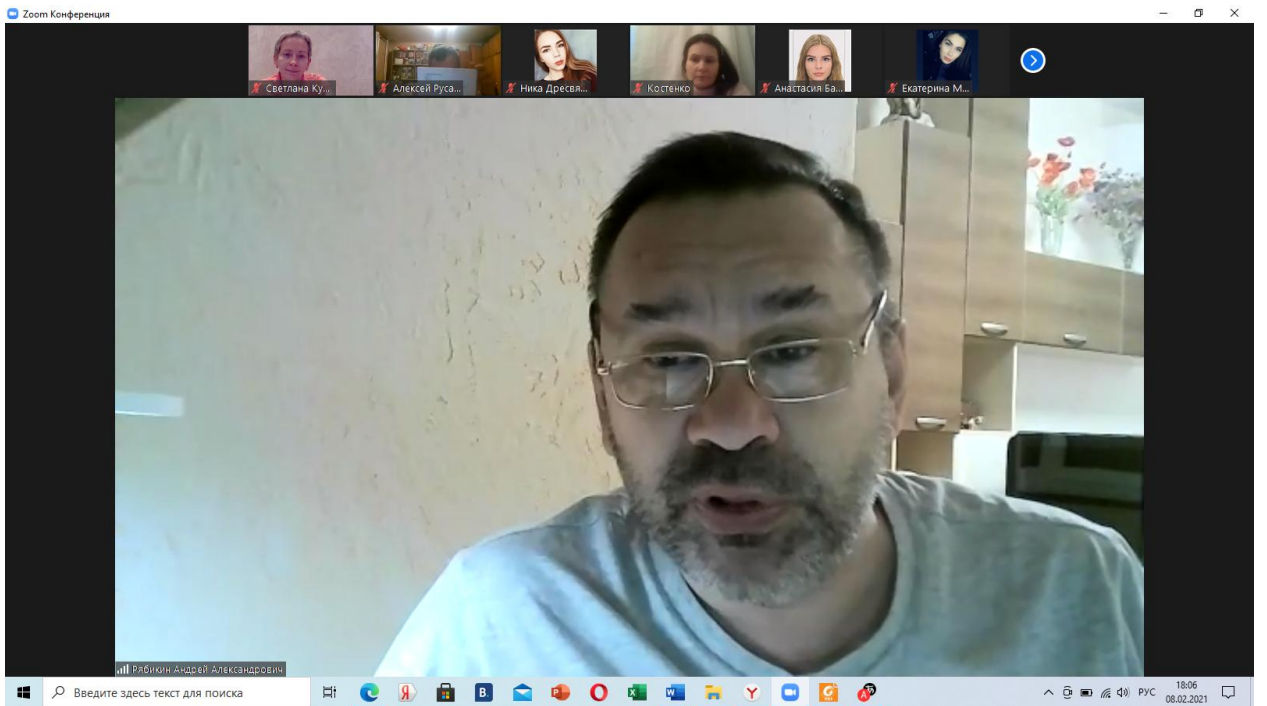 Zoom Конференция
Светлана Ку...
Алексей Руса...
Ника Дресвя...
Костенко
Анастасия Ба...
Екатерина М...
Рябикин Андрей Александрович
Введите здесь текст для поиска
Я
B.
P
X
W
Y
G
A
РУС
18:06
08.02.2021